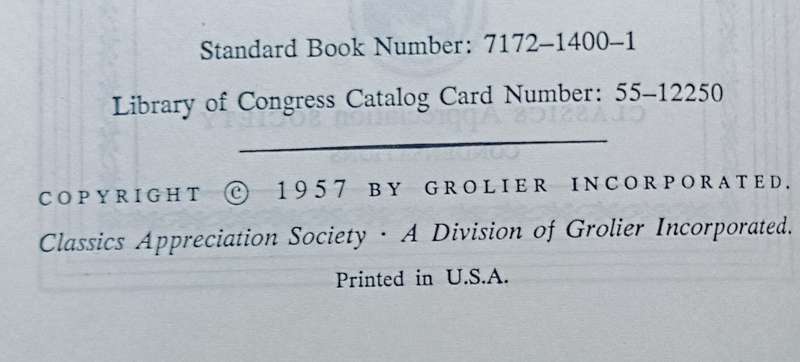 Standard Book Number: 7172–1400–1
Library of Congress Catalog Card Number: 55–12250
COPYRIGHT © 1957 BY GROLIER INCORPORATED.
Classics Appreciation Society · A Division of Grolier Incorporated.
Printed in U.S.A.